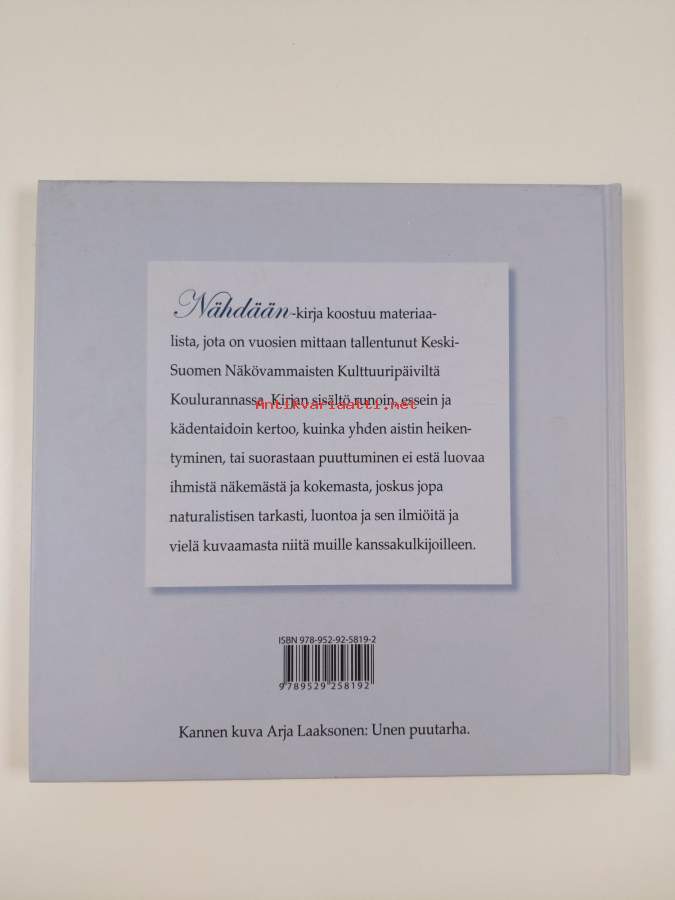 Nähdään-kirja koostuu materiaa-
lista, jota on vuosien mittaan tallentunut Keski-
Suomen Näkövammaisten Kulttuuripäiviltä
Koulurannassa. Kirjan sisältö runoin, essein ja
Antikvariaatti.net
kädentaidoin kertoo, kuinka yhden aistin heiken-
tyminen, tai suorastaan puuttuminen ei estä luovaa
ihmistä näkemästä ja kokemasta, joskus jopa
naturalistisen tarkasti, luontoa ja sen ilmiöitä ja
vielä kuvaamasta niitä muille kanssakulkijoilleen.
ISBN 978-952-92-5819-2
9 789529 258192
Kannen kuva Arja Laaksonen: Unen puutarha.